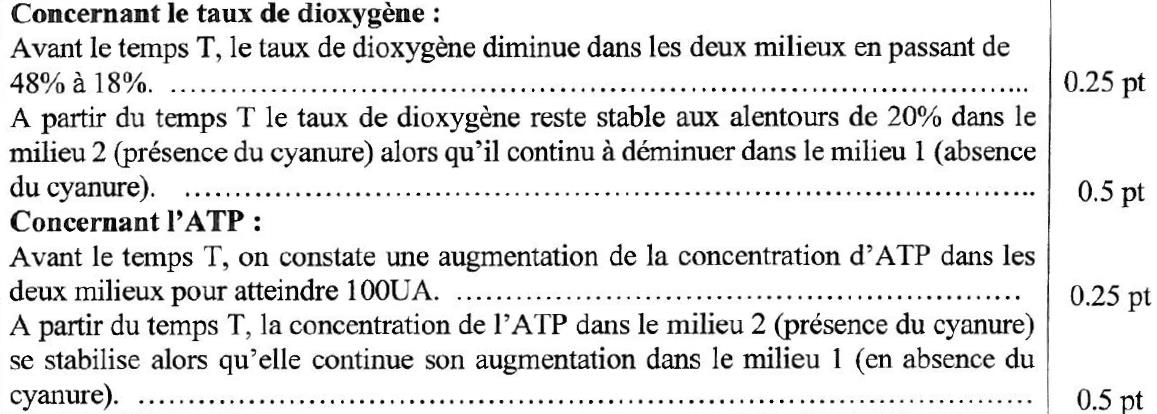 Concernant le taux de dioxygène :
Avant le temps T, le taux de dioxygène diminue dans les deux milieux en passant de
48% à 18%. ........................................................................................... 0.25 pt
A partir du temps T le taux de dioxygène reste stable aux alentours de 20% dans le
milieu 2 (présence du cyanure) alors qu'il continu à déminuer dans le milieu 1 (absence
du cyanure). ......................................................................................... 0.5 pt
Concernant l'ATP :
Avant le temps T, on constate une augmentation de la concentration d'ATP dans les
deux milieux pour atteindre 100UA. ............................................................ 0.25 pt
A partir du temps T, la concentration de l'ATP dans le milieu 2 (présence du cyanure)
se stabilise alors qu'elle continue son augmentation dans le milieu 1 (en absence du
cyanure). .............................................................................................. 0.5 pt